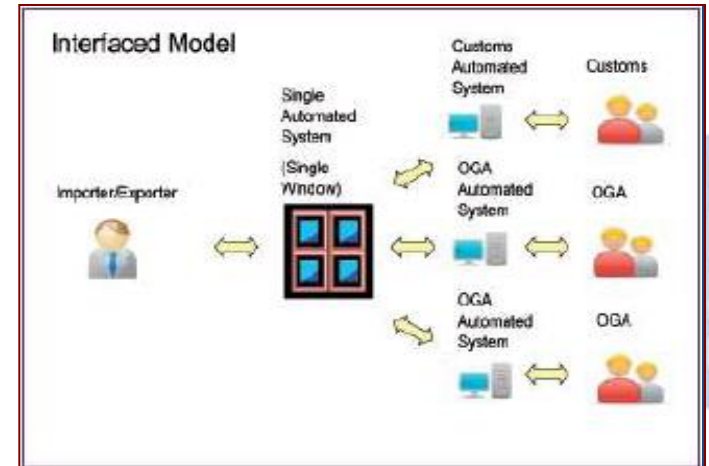 Interfaced Model
Customs
Automated
System
Customs
Single
Automated
System
(Single
Window)
Importer/Exporter
OGA
Automated
System
OGA
OGA
Automated
System
OGA